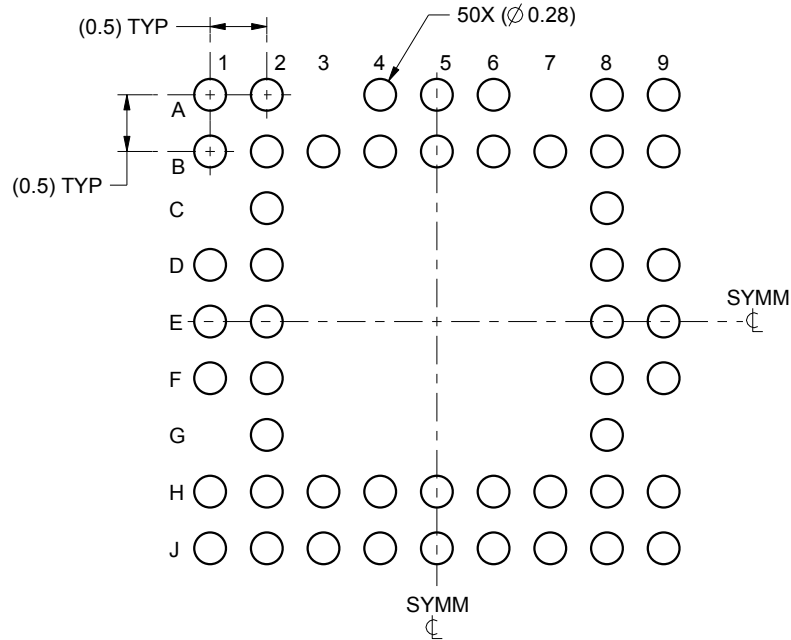 50X (∅ 0.28)
(0.5) TYP
1 2 3 4 5 6 7 8 9
A
B
(0.5) TYP
C
D
SYMM
E
℄
F
G
H
J
SYMM
℄